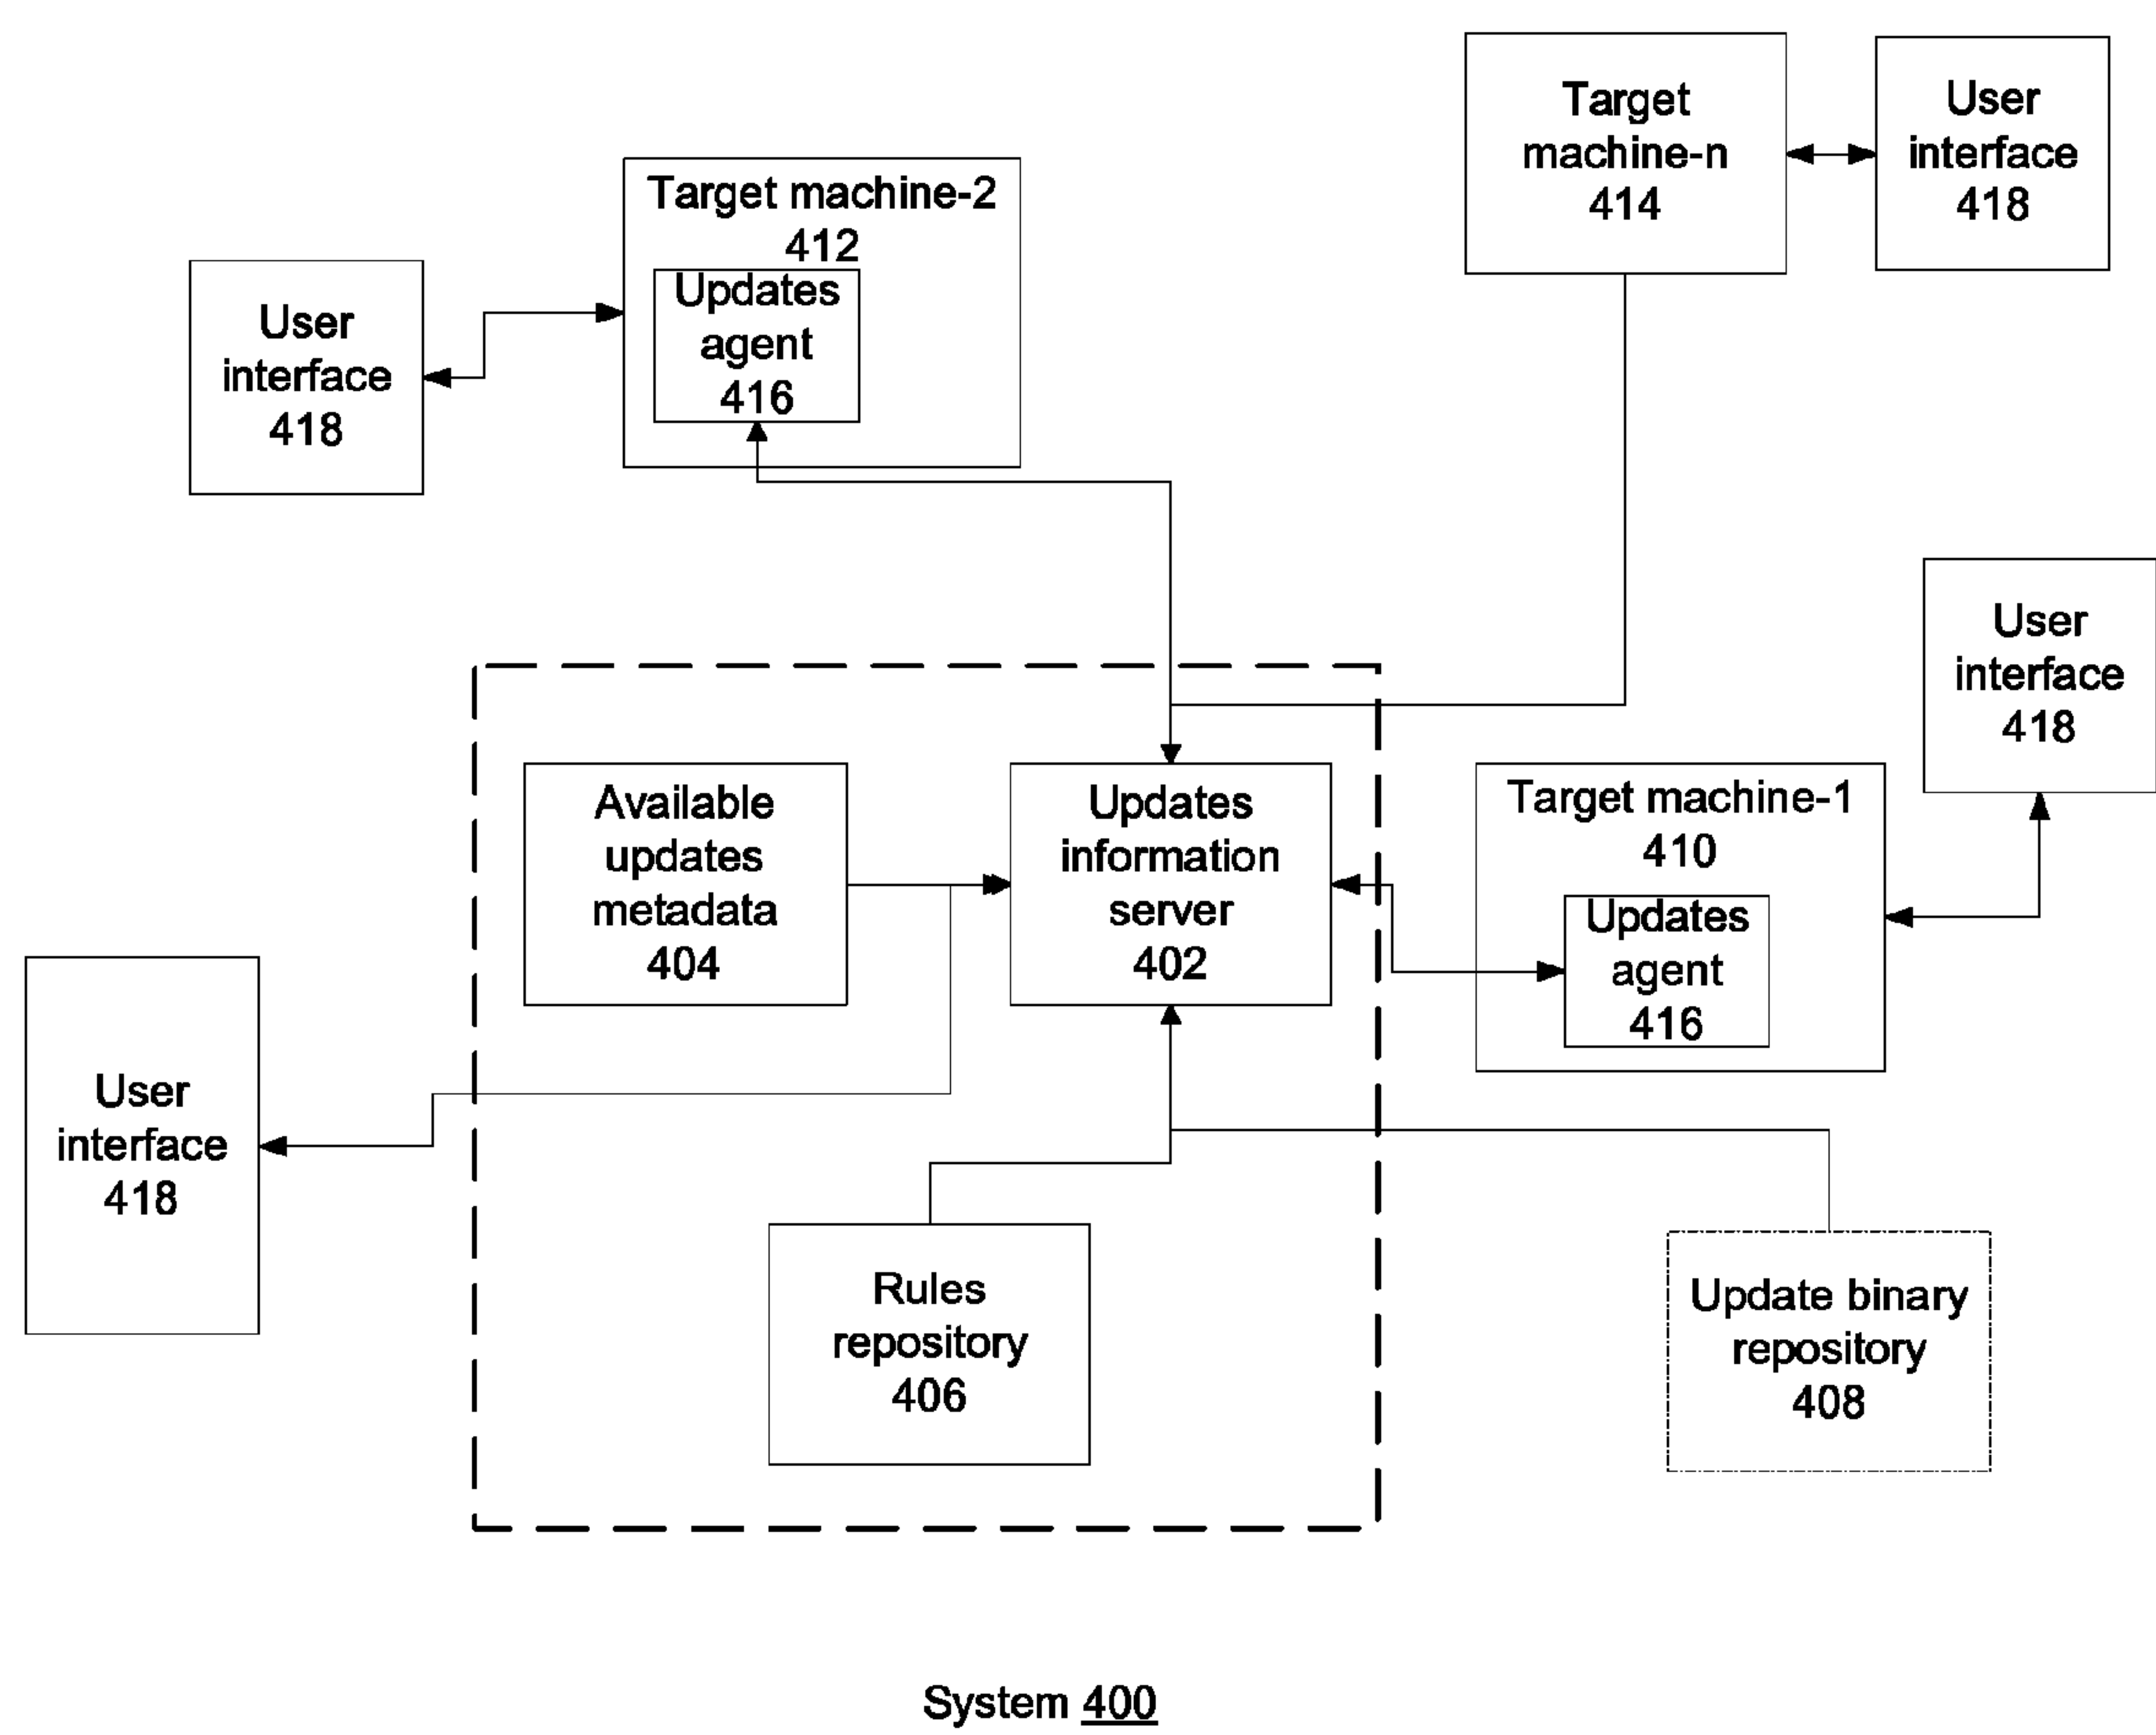 Target
machine-n
414
User
interface
418
Target machine-2
412
Updates
agent
416
User
interface
418
User
interface
418
Available
updates
metadata
404
Updates
information
server
402
Target machine-1
410
Updates
agent
416
User
interface
418
Rules
repository
406
Update binary
repository
408
System 400